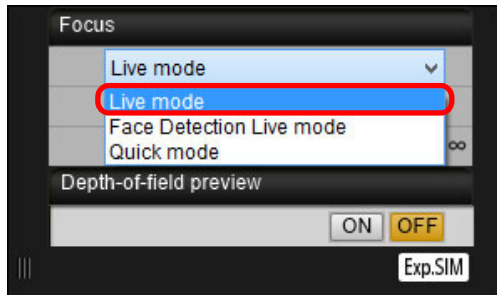 Focus
Live mode
Live mode
Face Detection Live mode
Quick mode
∞
Depth-of-field preview
ON OFF
Exp.SIM